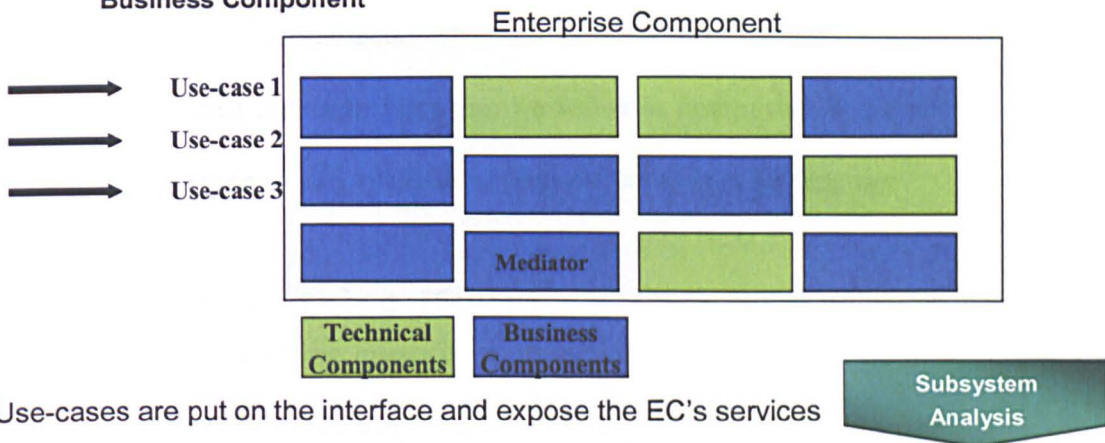 Business Component
Enterprise Component
Use-case 1
Use-case 2
Use-case 3
Mediator
Technical
Components
Business
Components
Use-cases are put on the interface and expose the EC's services
Subsystem
Analysis